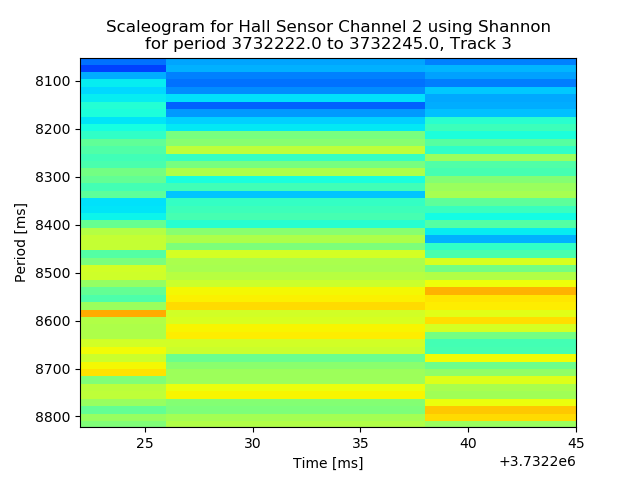 Scaleogram for Hall Sensor Channel 2 using Shannon
for period 3732222.0 to 3732245.0, Track 3
Period [ms]
8100
8200
8300
8400
8500
8600
8700
8800
25 30 35 40 45
Time [ms]
+3.7322e6